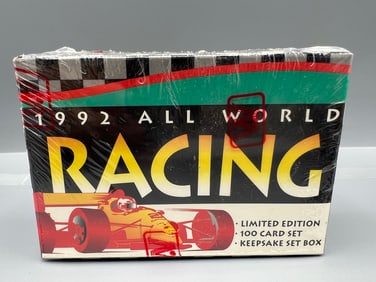 1992 ALL WORLD
RACING
· LIMITED EDITION
· 100 CARD SET
· KEEPSAKE SET BOX